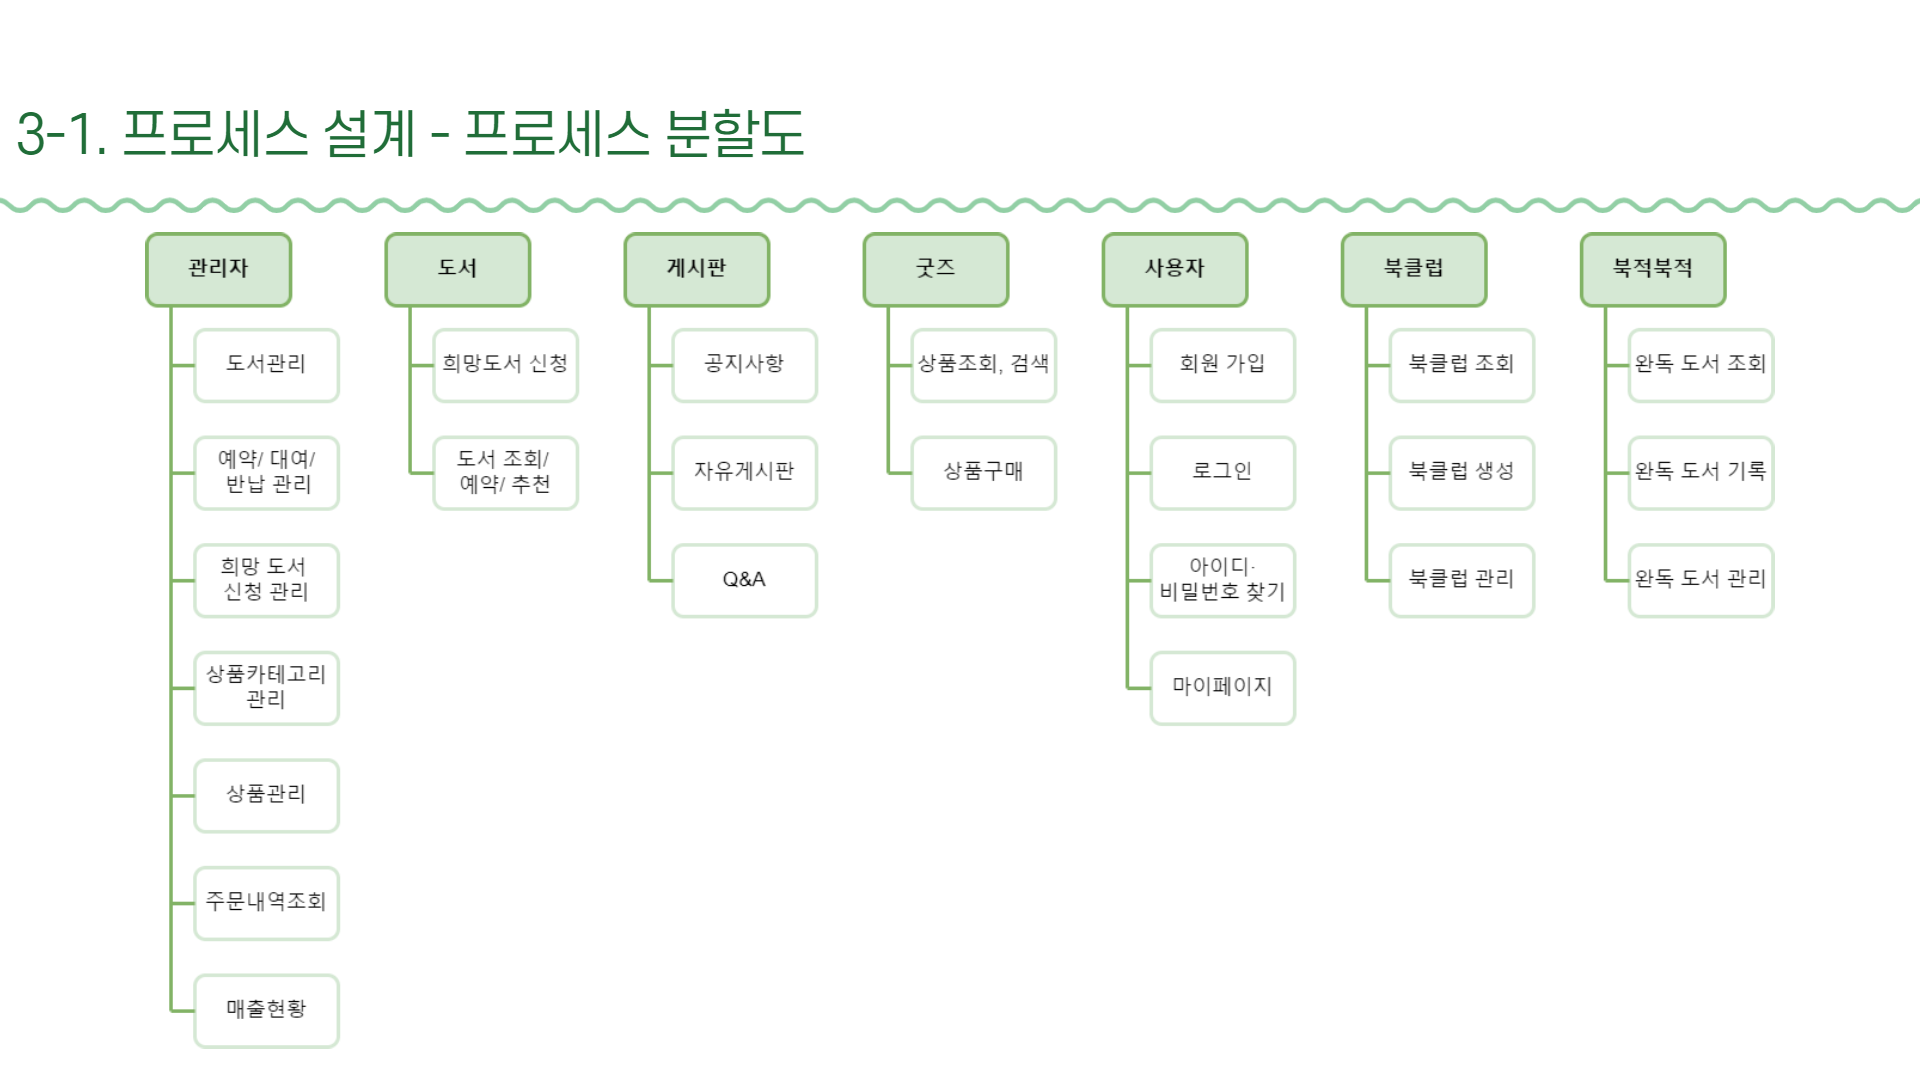 3-1. 프로세스 설계 - 프로세스 분할도
관리자
도서관리
예약/ 대여/
반납 관리
희망 도서
신청 관리
상품카테고리
관리
상품관리
주문내역조회
매출현황
도서
희망도서 신청
도서 조회/
예약/ 추천
게시판
공지사항
자유게시판
Q&A
굿즈
상품조회, 검색
상품구매
사용자
회원 가입
로그인
아이디·
비밀번호 찾기
마이페이지
북클럽
북클럽 조회
북클럽 생성
북클럽 관리
북적북적
완독 도서 조회
완독 도서 기록
완독 도서 관리